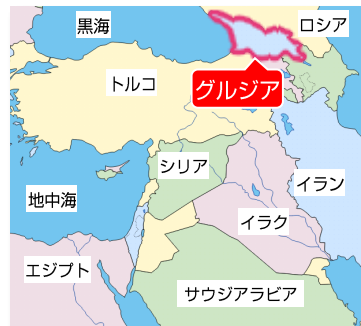 黒海
ロシア
トルコ
グルジア
シリア
イラン
地中海
イラク
エジプト
サウジアラビア